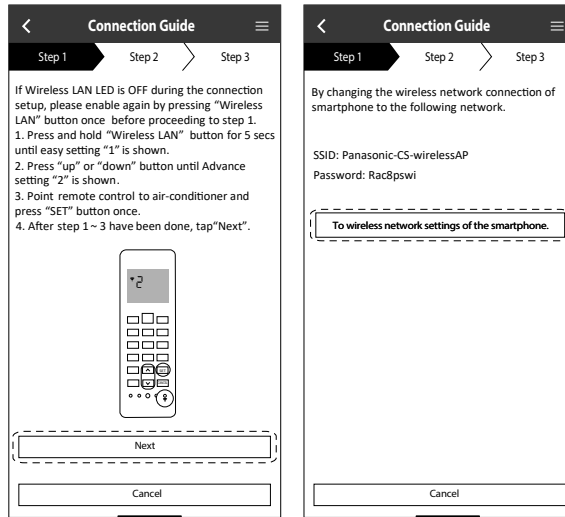 Connection Guide
Step 1
Step 2
Step 3
If Wireless LAN LED is OFF during the connection
setup, please enable again by pressing “Wireless
LAN” button once  before proceeding to step 1.
1. Press and hold “Wireless LAN”  button for 5 secs
until easy setting “1” is shown.
2. Press “up” or “down” button until Advance
setting “2” is shown.
3. Point remote control to air-conditioner and
press “SET” button once.
4. After step 1 ~ 3 have been done, tap“Next”.
2
Next
Cancel
Connection Guide
Step 1
Step 2
Step 3
By changing the wireless network connection of
smartphone to the following network.
SSID: Panasonic-CS-wirelessAP
Password: Rac8pswi
To wireless network settings of the smartphone.
Cancel